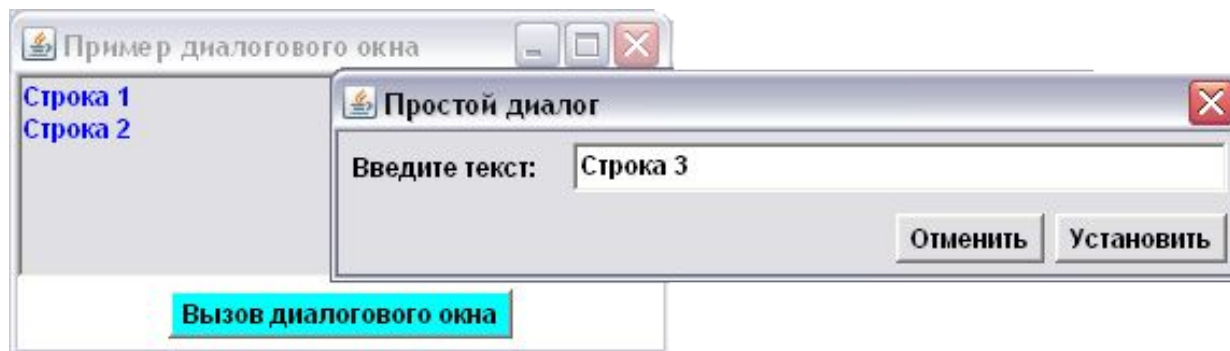 Пример диалогового окна
Строка 1
Строка 2
Простой диалог
Введите текст: Строка 3
Отменить Установить
Вызов диалогового окна